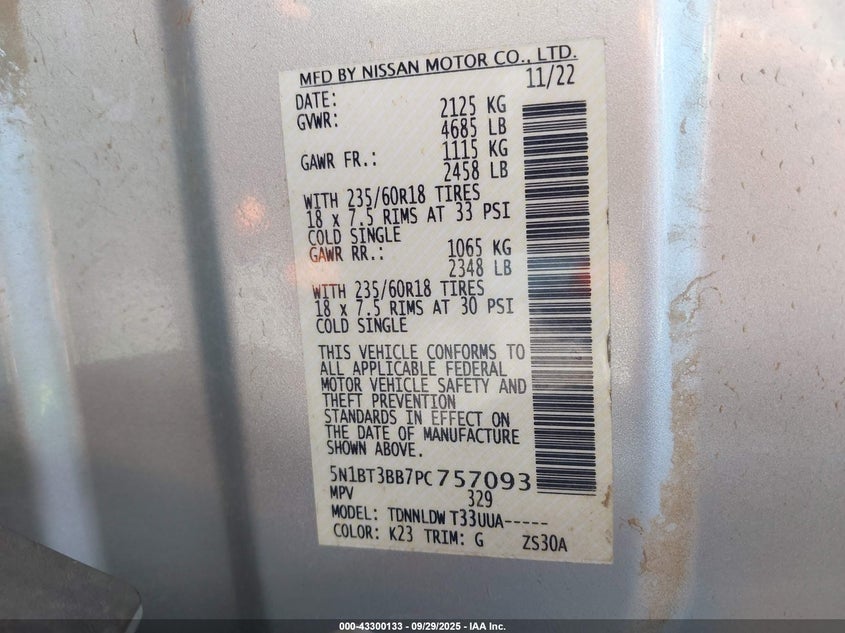 MFD BY NISSAN MOTOR CO., LTD.
DATE: 11/22
GVWR: 2125 KG
4685 LB
GAWR FR.: 1115 KG
2458 LB
WITH 235/60R18 TIRES
18 x 7.5 RIMS AT 33 PSI
COLD SINGLE
GAWR RR.: 1065 KG
2348 LB
WITH 235/60R18 TIRES
18 x 7.5 RIMS AT 30 PSI
COLD SINGLE
THIS VEHICLE CONFORMS TO
ALL APPLICABLE FEDERAL
MOTOR VEHICLE SAFETY AND
THEFT PREVENTION
STANDARDS IN EFFECT ON
THE DATE OF MANUFACTURE
SHOWN ABOVE.
5N1BT3BB7PC757093
MPV 329
MODEL: TDNNLDW T33UUA-----
COLOR: K23 TRIM: G ZS30A
000-43300133 - 09/29/2025 - IAA Inc.